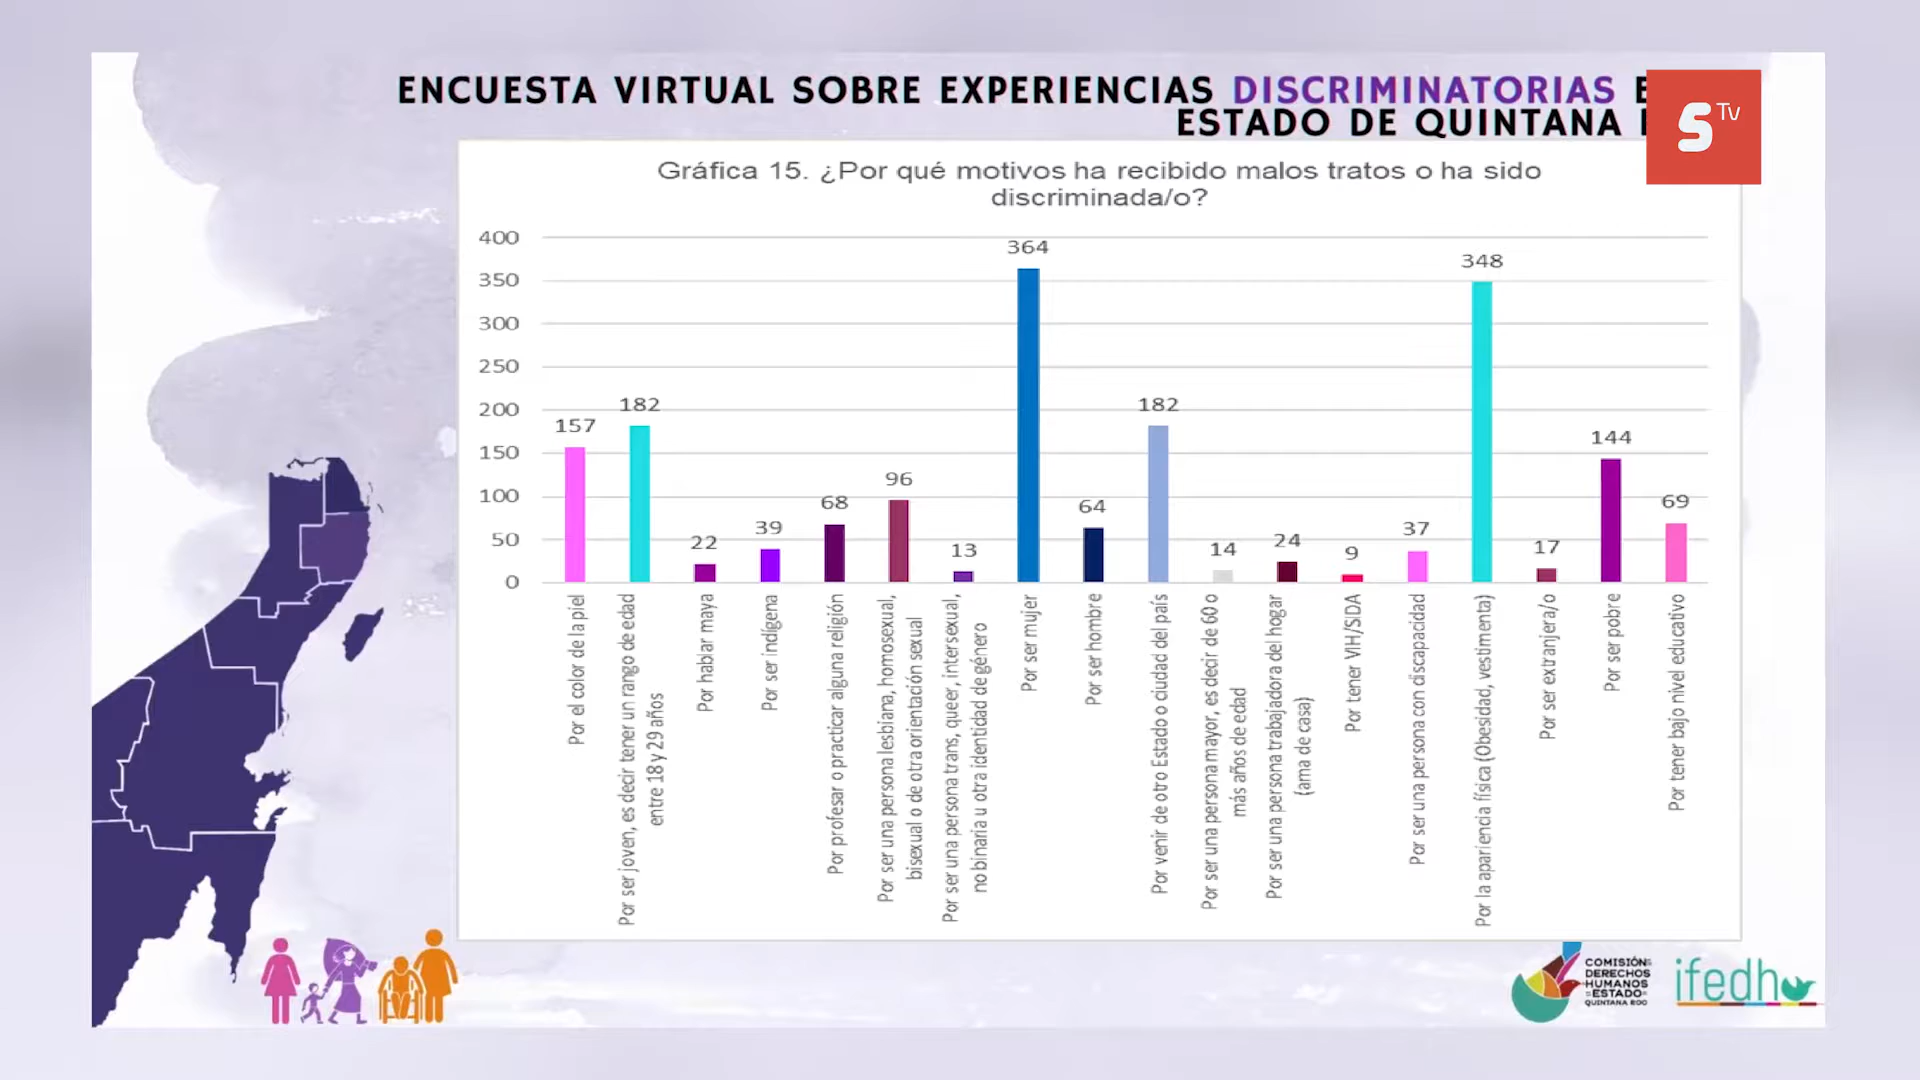 ENCUESTA VIRTUAL SOBRE EXPERIENCIAS DISCRIMINATORIAS
ESTADO DE QUINTANA
STv
Gráfica 15. ¿Por qué motivos ha recibido malos tratos o ha sido
discriminada/o?
400
350
300
250
200
150
100
50
0
157
182
22
39
68
96
13
364
64
182
14
24
9
37
348
17
144
69
Por el color de la piel
Por ser joven, es decir tener un rango de edad
entre 18 y 29 años
Por hablar maya
Por ser indígena
Por profesar o practicar alguna religión
Por ser una persona lesbiana, homosexual,
bisexual o de otra orientación sexual
Por ser una persona trans, queer, intersexual,
no binaria u otra identidad de género
Por ser mujer
Por ser hombre
Por venir de otro Estado o ciudad del país
Por ser una persona mayor, es decir de 60 o
más años de edad
Por ser una persona trabajadora del hogar
(ama de casa)
Por tener VIH/SIDA
Por ser una persona con discapacidad
Por la apariencia física (Obesidad, vestimenta)
Por ser extranjera/o
Por ser pobre
Por tener bajo nivel educativo
COMISIÓN
DERECHOS
HUMANOS
ESTADO
QUINTANA ROO
ifedh